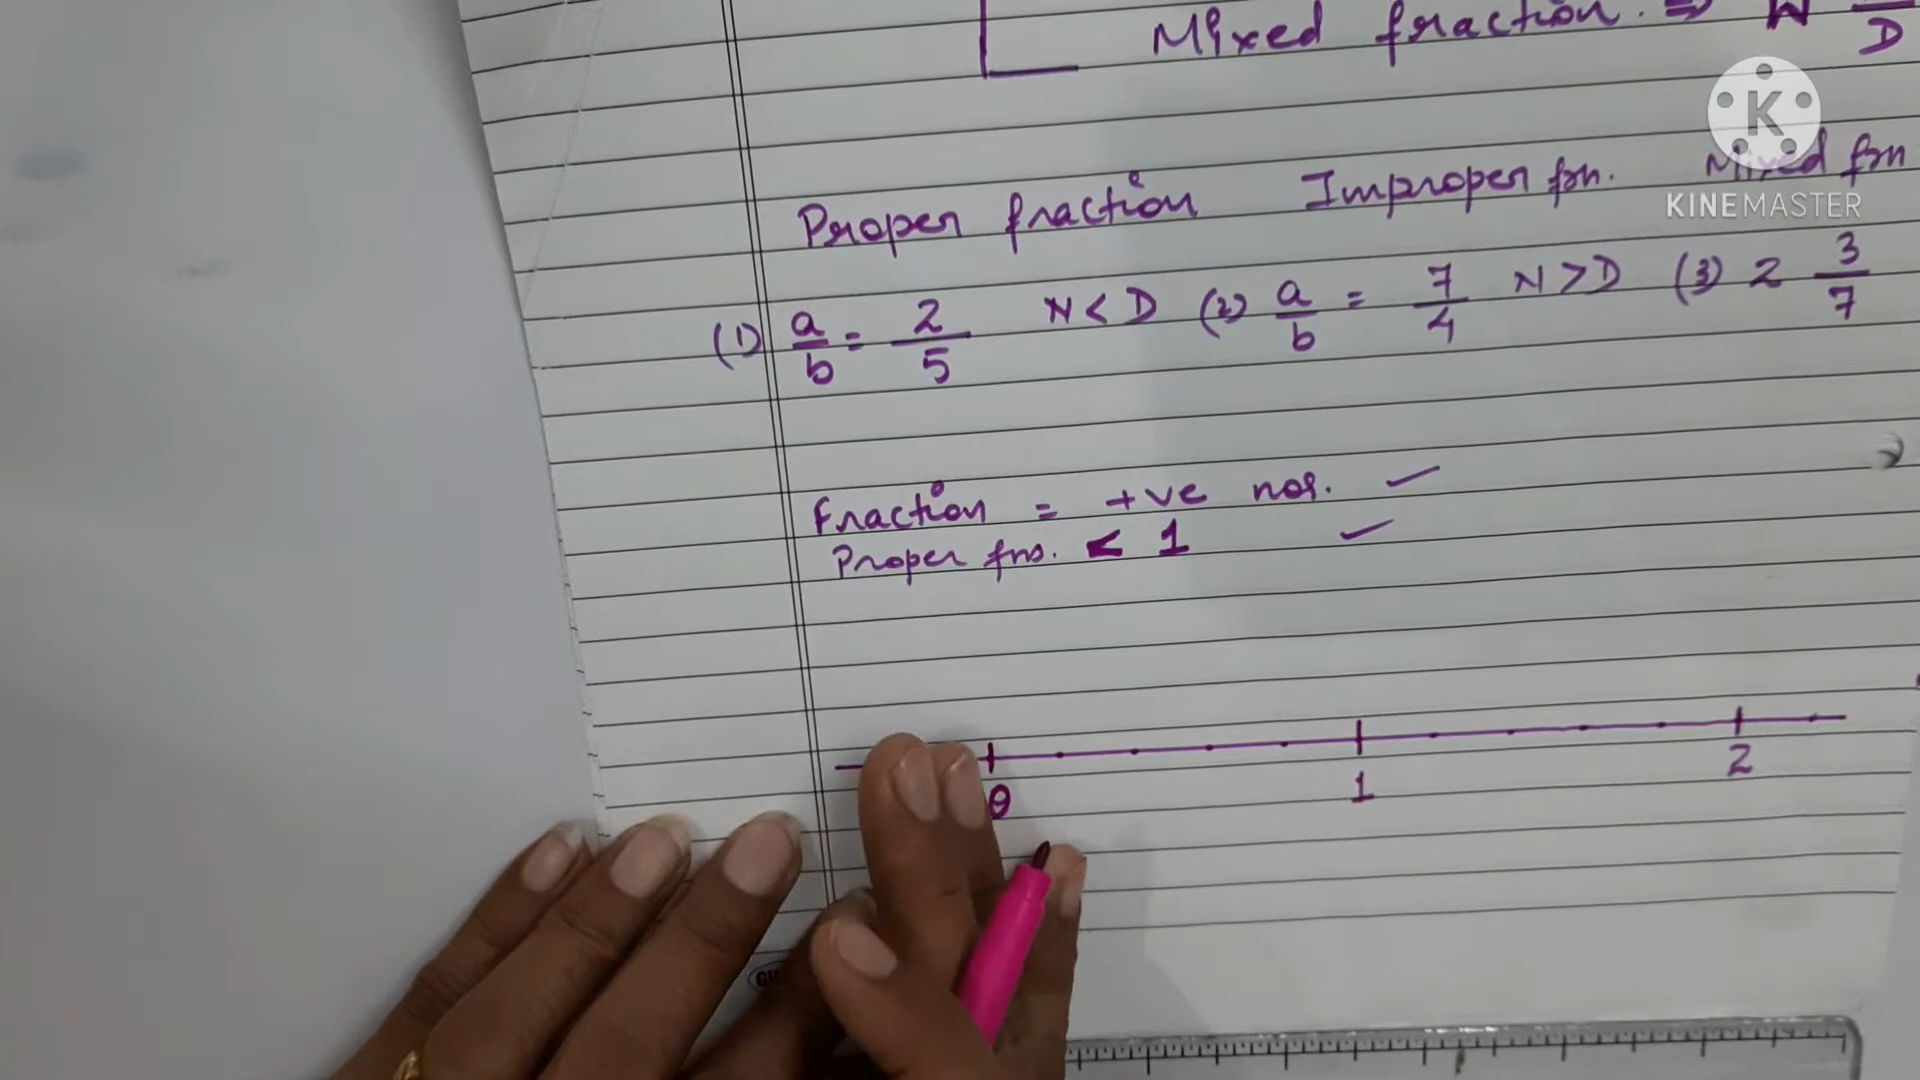 Mixed fraction. ⇒ W /D
K
KINEMASTER
Proper fraction Improper frn. Mixed frn
(1) a/b = 2/5 N < D (2) a/b = 7/4 N > D (3) 2 3/7
Fraction = +ve nos. ✓
Proper frs. < 1 ✓
0 1 2